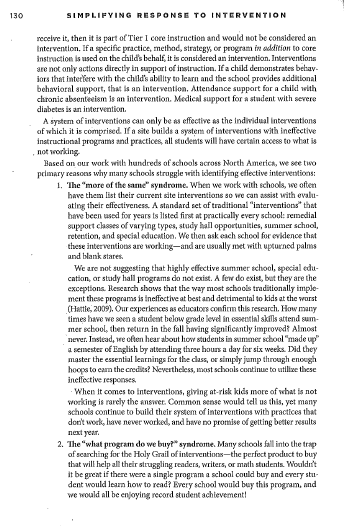 130 SIMPLIFYING RESPONSE TO INTERVENTION
receive it, then it is part of Tier 1 core instruction and would not be considered an
intervention. If a specific practice, method, strategy, or program in addition to core
instruction is used on the child's behalf, it is considered an intervention. Interventions
are not only actions directly in support of instruction. If a child demonstrates behav-
iors that interfere with the child's ability to learn and the school provides additional
behavioral support, that is an intervention. Attendance support for a child with
chronic absenteeism is an intervention. Medical support for a student with severe
diabetes is an intervention.
A system of interventions can only be as effective as the individual interventions
of which it is comprised. If a site builds a system of interventions with ineffective
instructional programs and practices, all students will have certain access to what is
not working.
Based on our work with hundreds of schools across North America, we see two
primary reasons why many schools struggle with identifying effective interventions:
1. The "more of the same" syndrome. When we work with schools, we often
have them list their current site interventions so we can assist with evalu-
ating their effectiveness. A standard set of traditional "interventions" that
have been used for years is listed first at practically every school: remedial
support classes of varying types, study hall opportunities, summer school,
retention, and special education. We then ask each school for evidence that
these interventions are working—and are usually met with upturned palms
and blank stares.
We are not suggesting that highly effective summer school, special edu-
cation, or study hall programs do not exist. A few do exist, but they are the
exceptions. Research shows that the way most schools traditionally imple-
ment these programs is ineffective at best and detrimental to kids at the worst
(Hattie, 2009). Our experiences as educators confirm this research. How many
times have we seen a student below grade level in essential skills attend sum-
mer school, then return in the fall having significantly improved? Almost
never. Instead, we often hear about how students in summer school "made up"
a semester of English by attending three hours a day for six weeks. Did they
master the essential learnings for the class, or simply jump through enough
hoops to earn the credits? Nevertheless, most schools continue to utilize these
ineffective responses.
When it comes to interventions, giving at-risk kids more of what is not
working is rarely the answer. Common sense would tell us this, yet many
schools continue to build their system of interventions with practices that
don't work, have never worked, and have no promise of getting better results
next year.
2. The "what program do we buy?" syndrome. Many schools fall into the trap
of searching for the Holy Grail of interventions—the perfect product to buy
that will help all their struggling readers, writers, or math students. Wouldn't
it be great if there were a single program a school could buy and every stu-
dent would learn how to read? Every school would buy this program, and
we would all be enjoying record student achievement!